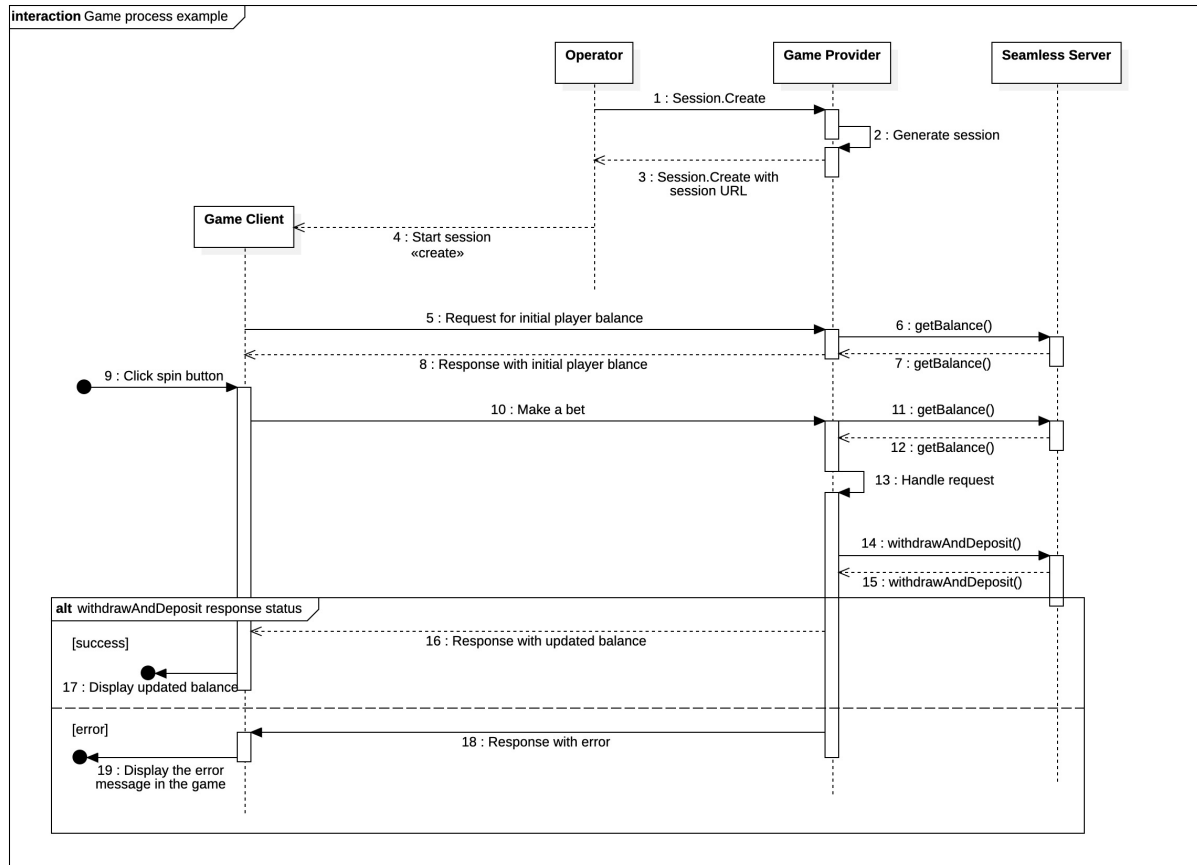 interaction Game process example
Operator
Game Provider
Seamless Server
1 : Session.Create
2 : Generate session
3 : Session.Create with
session URL
Game Client
4 : Start session
«create»
5 : Request for initial player balance
6 : getBalance()
7 : getBalance()
8 : Response with initial player blance
9 : Click spin button
10 : Make a bet
11 : getBalance()
12 : getBalance()
13 : Handle request
14 : withdrawAndDeposit()
15 : withdrawAndDeposit()
alt withdrawAndDeposit response status
[success]
16 : Response with updated balance
17 : Display updated balance
[error]
18 : Response with error
19 : Display the error
message in the game